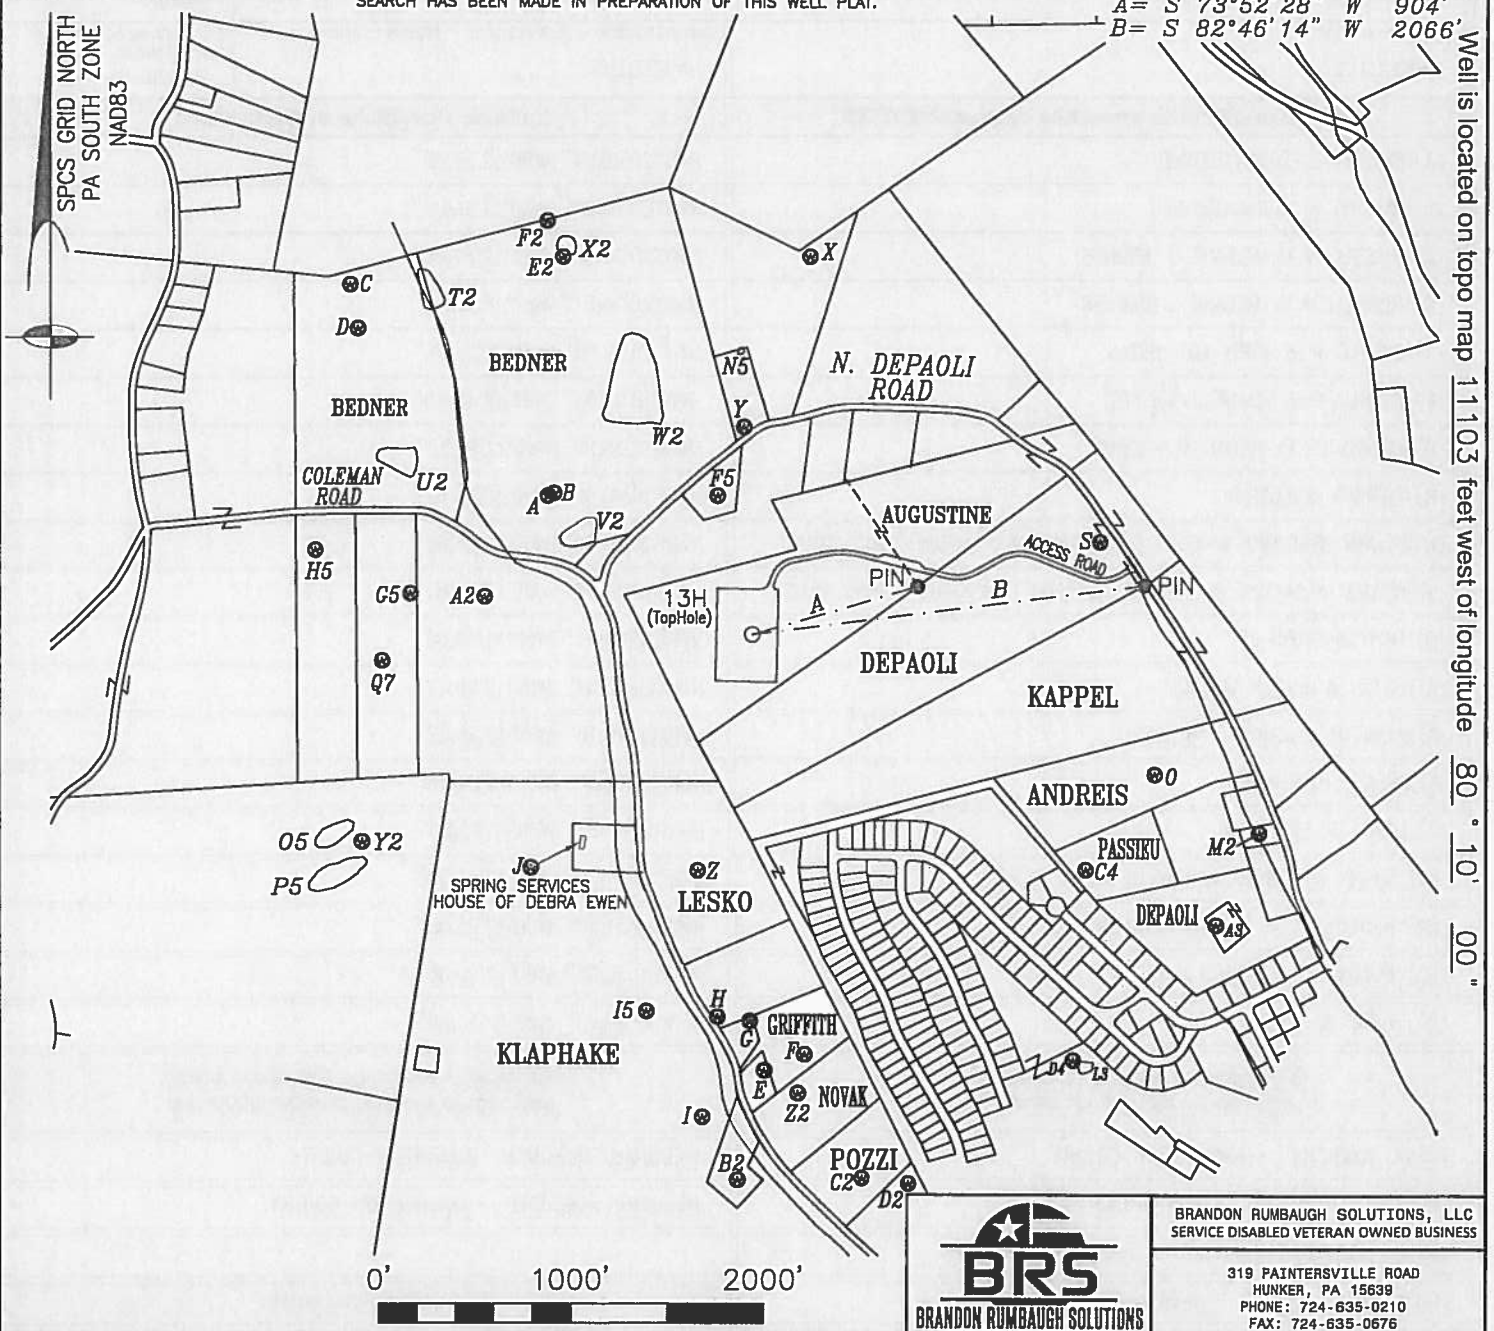 SEARCH HAS BEEN MADE IN PREPARATION OF THIS WELL PLAT.
A= S 73°52'28" W 904'
B= S 82°46'14" W 2066'
SPCS GRID NORTH
PA SOUTH ZONE
NAD83
Well is located on topo map 11103 feet west of longitude 80° 10' 00"
F2
X2
E2
X
C
T2
D
BEDNER
N5
N. DEPAOLI
ROAD
BEDNER
Y
W2
COLEMAN
ROAD
U2
A
B
F5
V2
AUGUSTINE
S
ACCESS ROAD
H5
G5
A2
13H
(TopHole)
A
PIN
B
PIN
Q7
DEPAOLI
KAPPEL
O
ANDREIS
O5
Y2
P5
J
SPRING SERVICES
HOUSE OF DEBRA EWEN
Z
LESKO
PASSIEU
C4
M2
DEPAOLI
A3
I5
H
G
GRIFFITH
F
KLAPHAKE
E
D4
L3
Z2
NOVAK
I
B2
POZZI
C2
D2
0'
1000'
2000'
BRS
BRANDON RUMBAUGH SOLUTIONS
BRANDON RUMBAUGH SOLUTIONS, LLC
SERVICE DISABLED VETERAN OWNED BUSINESS
319 PAINTERSVILLE ROAD
HUNKER, PA 15639
PHONE: 724-635-0210
FAX: 724-635-0676